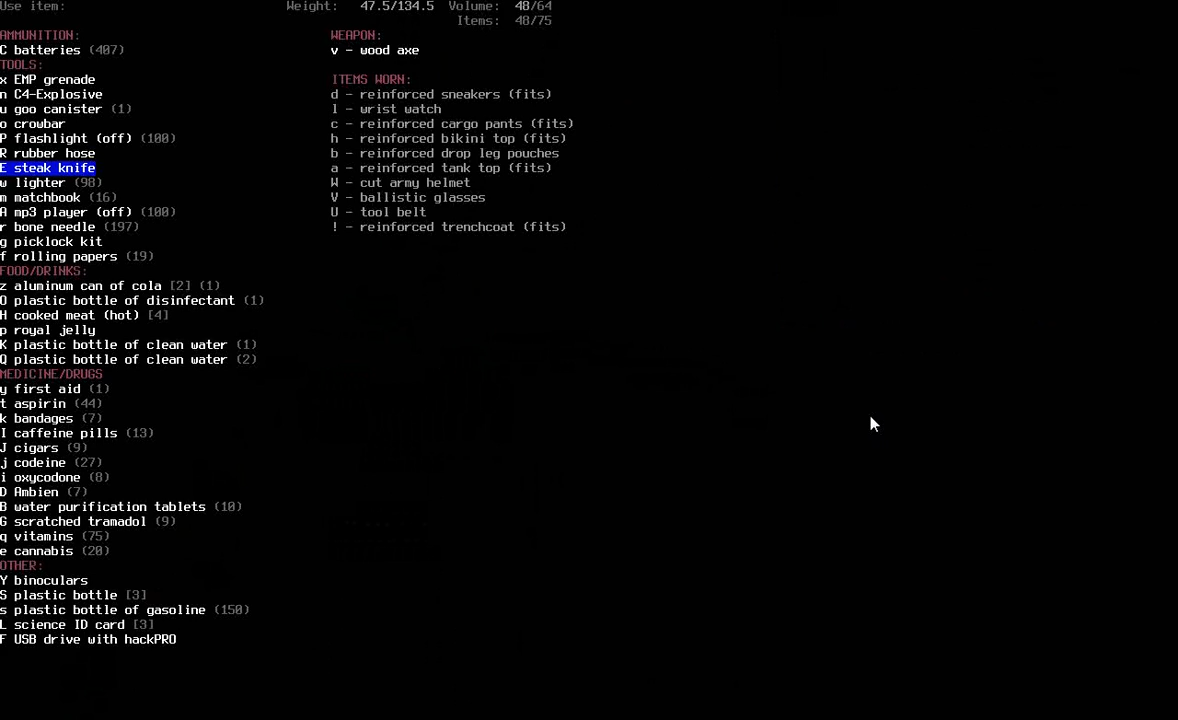 Use item: Weight: 47.5/134.5 Volume: 48/64
Items: 48/75
AMMUNITION:
C batteries (407)
TOOLS:
x EMP grenade
n C4-Explosive
u goo canister (1)
o crowbar
P flashlight (off) (100)
R rubber hose
E steak knife
w lighter (98)
m matchbook (16)
A mp3 player (off) (100)
r bone needle (197)
g picklock kit
f rolling papers (19)
FOOD/DRINKS:
z aluminum can of cola [2] (1)
O plastic bottle of disinfectant (1)
H cooked meat (hot) [4]
p royal jelly
K plastic bottle of clean water (1)
Q plastic bottle of clean water (2)
MEDICINE/DRUGS
y first aid (1)
t aspirin (44)
k bandages (7)
I caffeine pills (13)
J cigars (9)
j codeine (27)
i oxycodone (8)
D Ambien (7)
B water purification tablets (10)
G scratched tramadol (9)
q vitamins (75)
e cannabis (20)
OTHER:
Y binoculars
S plastic bottle [3]
s plastic bottle of gasoline (150)
L science ID card [3]
F USB drive with hackPRO
WEAPON:
v - wood axe
ITEMS WORN:
d - reinforced sneakers (fits)
l - wrist watch
c - reinforced cargo pants (fits)
h - reinforced bikini top (fits)
b - reinforced drop leg pouches
a - reinforced tank top (fits)
W - cut army helmet
V - ballistic glasses
U - tool belt
! - reinforced trenchcoat (fits)